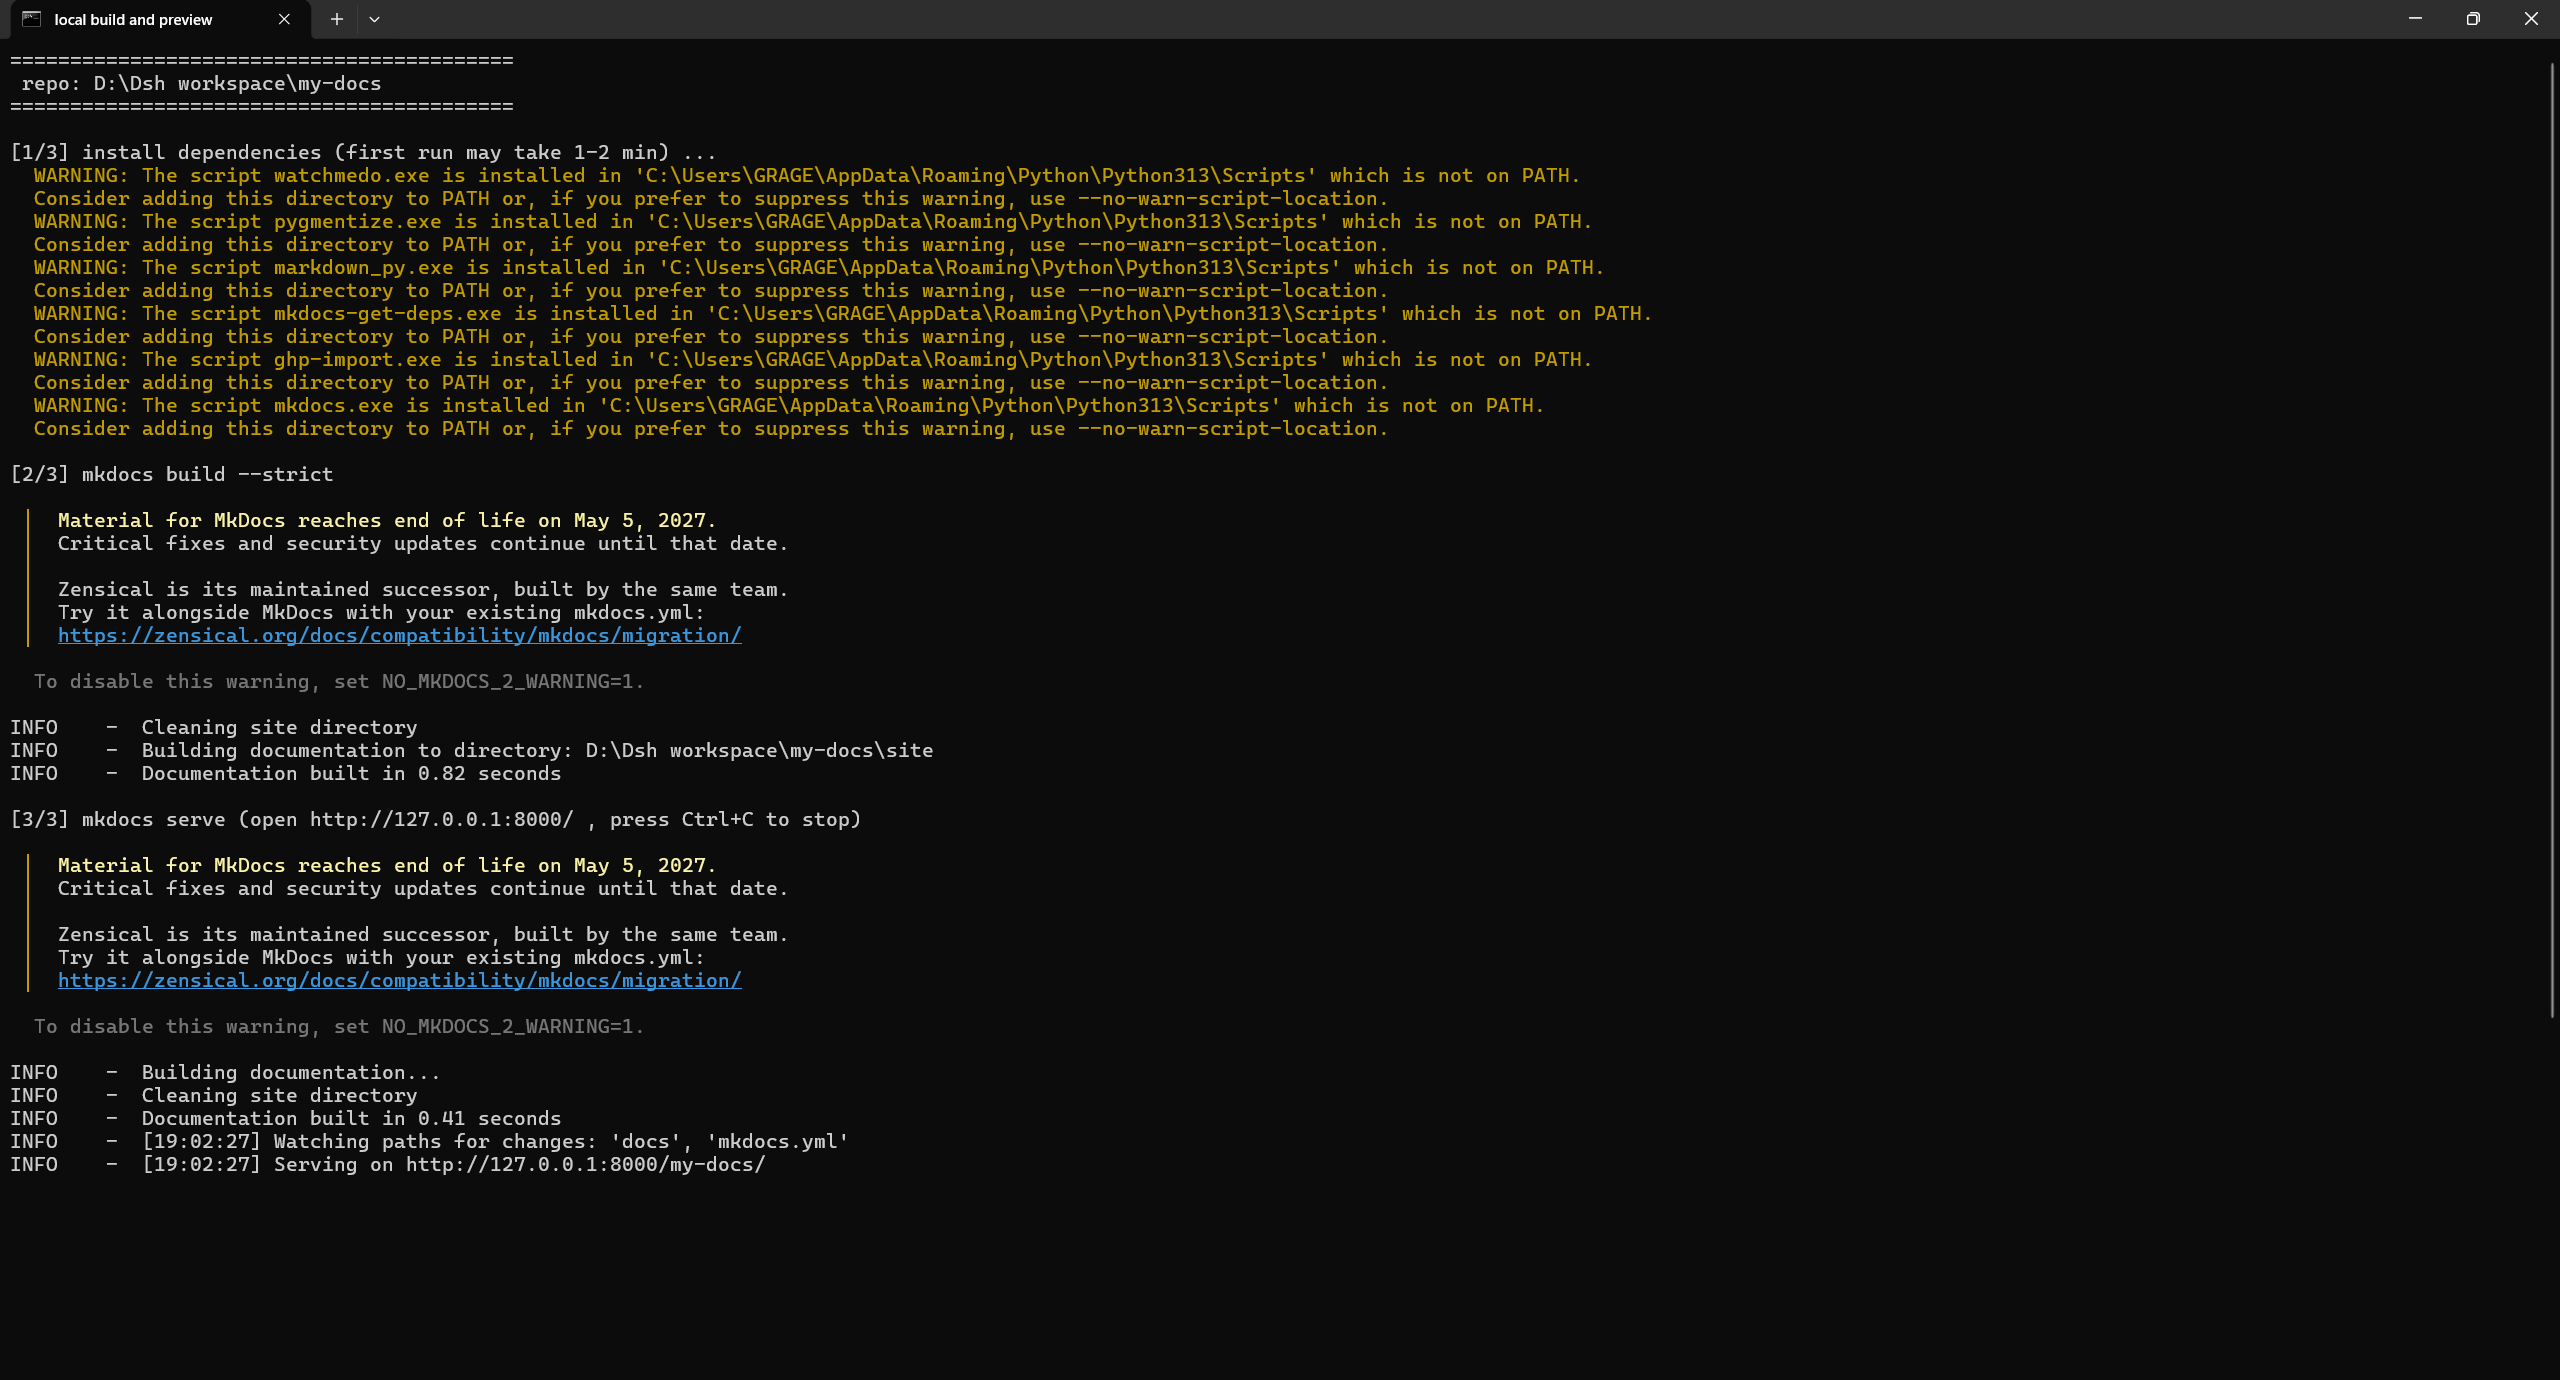 local build and preview
==========================================
repo: D:\Dsh workspace\my-docs
==========================================
[1/3] install dependencies (first run may take 1-2 min) ...
WARNING: The script watchmedo.exe is installed in 'C:\Users\GRAGE\AppData\Roaming\Python\Python313\Scripts' which is not on PATH.
Consider adding this directory to PATH or, if you prefer to suppress this warning, use --no-warn-script-location.
WARNING: The script pygmentize.exe is installed in 'C:\Users\GRAGE\AppData\Roaming\Python\Python313\Scripts' which is not on PATH.
Consider adding this directory to PATH or, if you prefer to suppress this warning, use --no-warn-script-location.
WARNING: The script markdown_py.exe is installed in 'C:\Users\GRAGE\AppData\Roaming\Python\Python313\Scripts' which is not on PATH.
Consider adding this directory to PATH or, if you prefer to suppress this warning, use --no-warn-script-location.
WARNING: The script mkdocs-get-deps.exe is installed in 'C:\Users\GRAGE\AppData\Roaming\Python\Python313\Scripts' which is not on PATH.
Consider adding this directory to PATH or, if you prefer to suppress this warning, use --no-warn-script-location.
WARNING: The script ghp-import.exe is installed in 'C:\Users\GRAGE\AppData\Roaming\Python\Python313\Scripts' which is not on PATH.
Consider adding this directory to PATH or, if you prefer to suppress this warning, use --no-warn-script-location.
WARNING: The script mkdocs.exe is installed in 'C:\Users\GRAGE\AppData\Roaming\Python\Python313\Scripts' which is not on PATH.
Consider adding this directory to PATH or, if you prefer to suppress this warning, use --no-warn-script-location.
[2/3] mkdocs build --strict
Material for MkDocs reaches end of life on May 5, 2027.
Critical fixes and security updates continue until that date.
Zensical is its maintained successor, built by the same team.
Try it alongside MkDocs with your existing mkdocs.yml:
https://zensical.org/docs/compatibility/mkdocs/migration/
To disable this warning, set NO_MKDOCS_2_WARNING=1.
INFO    -  Cleaning site directory
INFO    -  Building documentation to directory: D:\Dsh workspace\my-docs\site
INFO    -  Documentation built in 0.82 seconds
[3/3] mkdocs serve (open http://127.0.0.1:8000/ , press Ctrl+C to stop)
Material for MkDocs reaches end of life on May 5, 2027.
Critical fixes and security updates continue until that date.
Zensical is its maintained successor, built by the same team.
Try it alongside MkDocs with your existing mkdocs.yml:
https://zensical.org/docs/compatibility/mkdocs/migration/
To disable this warning, set NO_MKDOCS_2_WARNING=1.
INFO    -  Building documentation...
INFO    -  Cleaning site directory
INFO    -  Documentation built in 0.41 seconds
INFO    -  [19:02:27] Watching paths for changes: 'docs', 'mkdocs.yml'
INFO    -  [19:02:27] Serving on http://127.0.0.1:8000/my-docs/